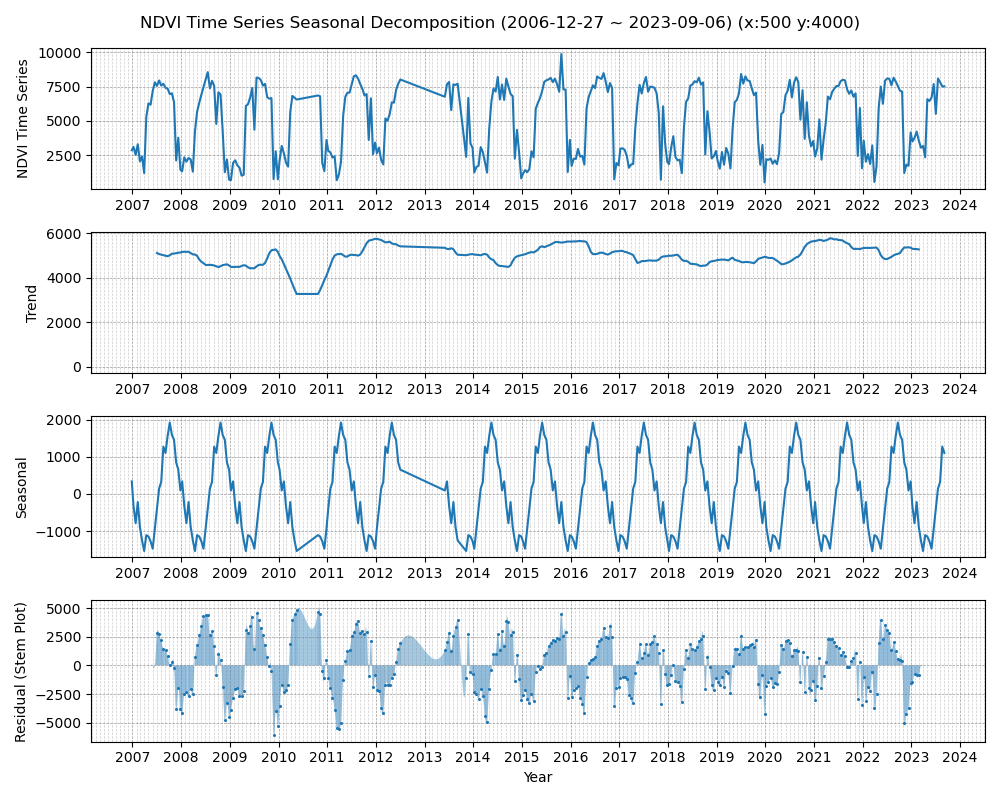 NDVI Time Series Seasonal Decomposition (2006-12-27 ~ 2023-09-06) (x:500 y:4000)
NDVI Time Series
10000
7500
5000
2500
2007 2008 2009 2010 2011 2012 2013 2014 2015 2016 2017 2018 2019 2020 2021 2022 2023 2024
Trend
6000
4000
2000
0
2007 2008 2009 2010 2011 2012 2013 2014 2015 2016 2017 2018 2019 2020 2021 2022 2023 2024
Seasonal
2000
1000
0
−1000
2007 2008 2009 2010 2011 2012 2013 2014 2015 2016 2017 2018 2019 2020 2021 2022 2023 2024
Residual (Stem Plot)
5000
2500
0
−2500
−5000
2007 2008 2009 2010 2011 2012 2013 2014 2015 2016 2017 2018 2019 2020 2021 2022 2023 2024
Year